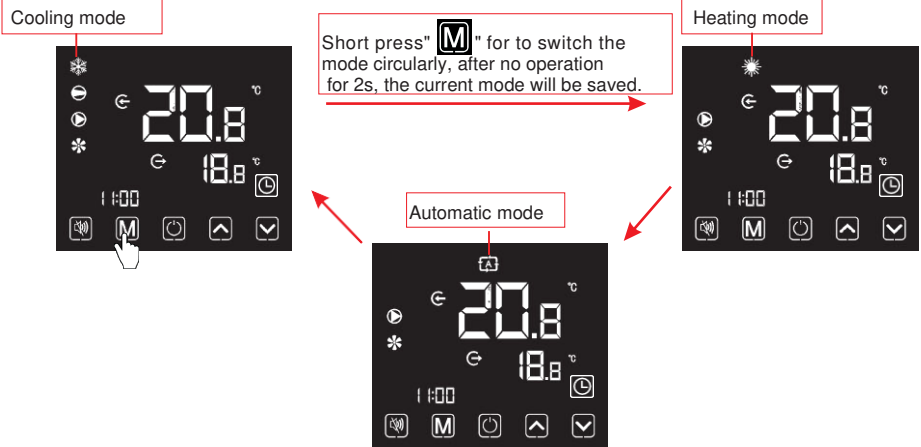 Cooling mode
Short press" M " for to switch the
mode circularly, after no operation
for 2s, the current mode will be saved.
Heating mode
20.8 °C
18.8 °C
11:00
M
20.8 °C
18.8 °C
11:00
M
Automatic mode
A
20.8 °C
18.8 °C
11:00
M